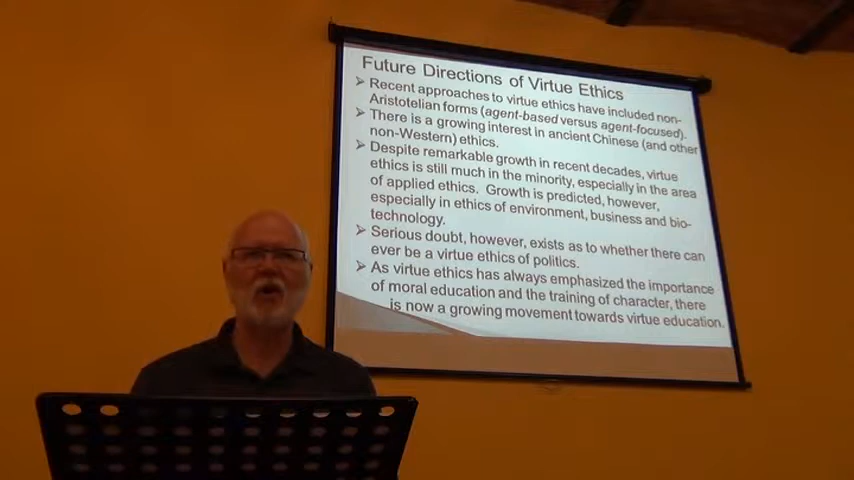 Future Directions of Virtue Ethics
Recent approaches to virtue ethics have included non-
Aristotelian forms (agent-based versus agent-focused).
There is a growing interest in ancient Chinese (and other
non-Western) ethics.
Despite remarkable growth in recent decades, virtue
ethics is still much in the minority, especially in the area
of applied ethics. Growth is predicted, however,
especially in ethics of environment, business and bio-
technology.
Serious doubt, however, exists as to whether there can
ever be a virtue ethics of politics.
As virtue ethics has always emphasized the importance
of moral education and the training of character, there
is now a growing movement towards virtue education.